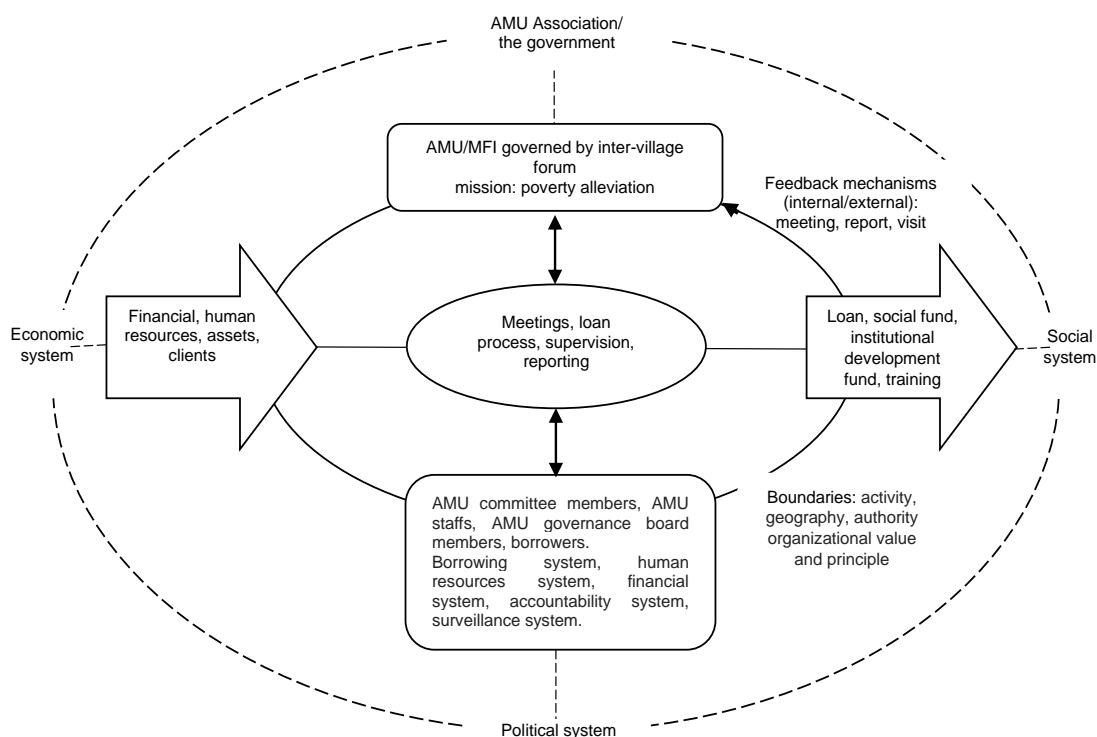 AMU Association/
the government
AMU/MFI governed by inter-village
forum
mission: poverty alleviation
Feedback mechanisms
(internal/external):
meeting, report, visit
Economic
system
Financial, human
resources, assets,
clients
Meetings, loan
process, supervision,
reporting
Loan, social fund,
institutional
development
fund, training
Social
system
AMU committee members, AMU
staffs, AMU governance board
members, borrowers.
Borrowing system, human
resources system, financial
system, accountability system,
surveillance system.
Boundaries: activity,
geography, authority
organizational value
and principle
Political system